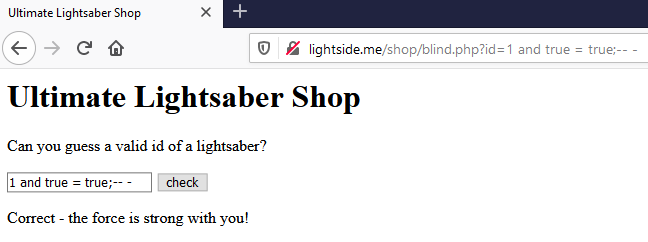 Ultimate Lightsaber Shop
lightside.me/shop/blind.php?id=1 and true = true;-- -
Ultimate Lightsaber Shop
Can you guess a valid id of a lightsaber?
1 and true = true;-- - check
Correct - the force is strong with you!